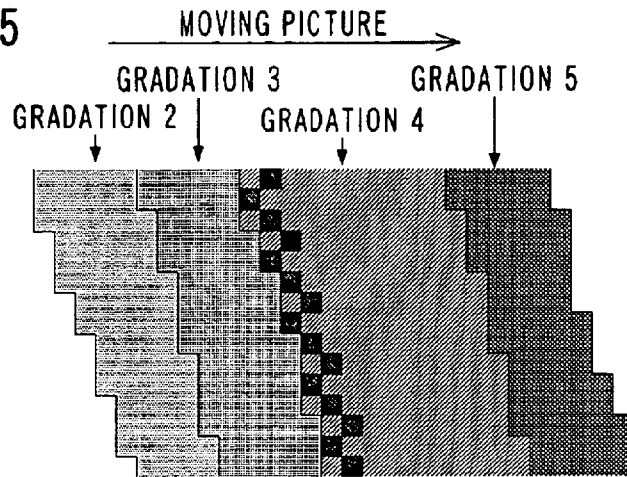 5
MOVING PICTURE
GRADATION 3
GRADATION 5
GRADATION 2
GRADATION 4